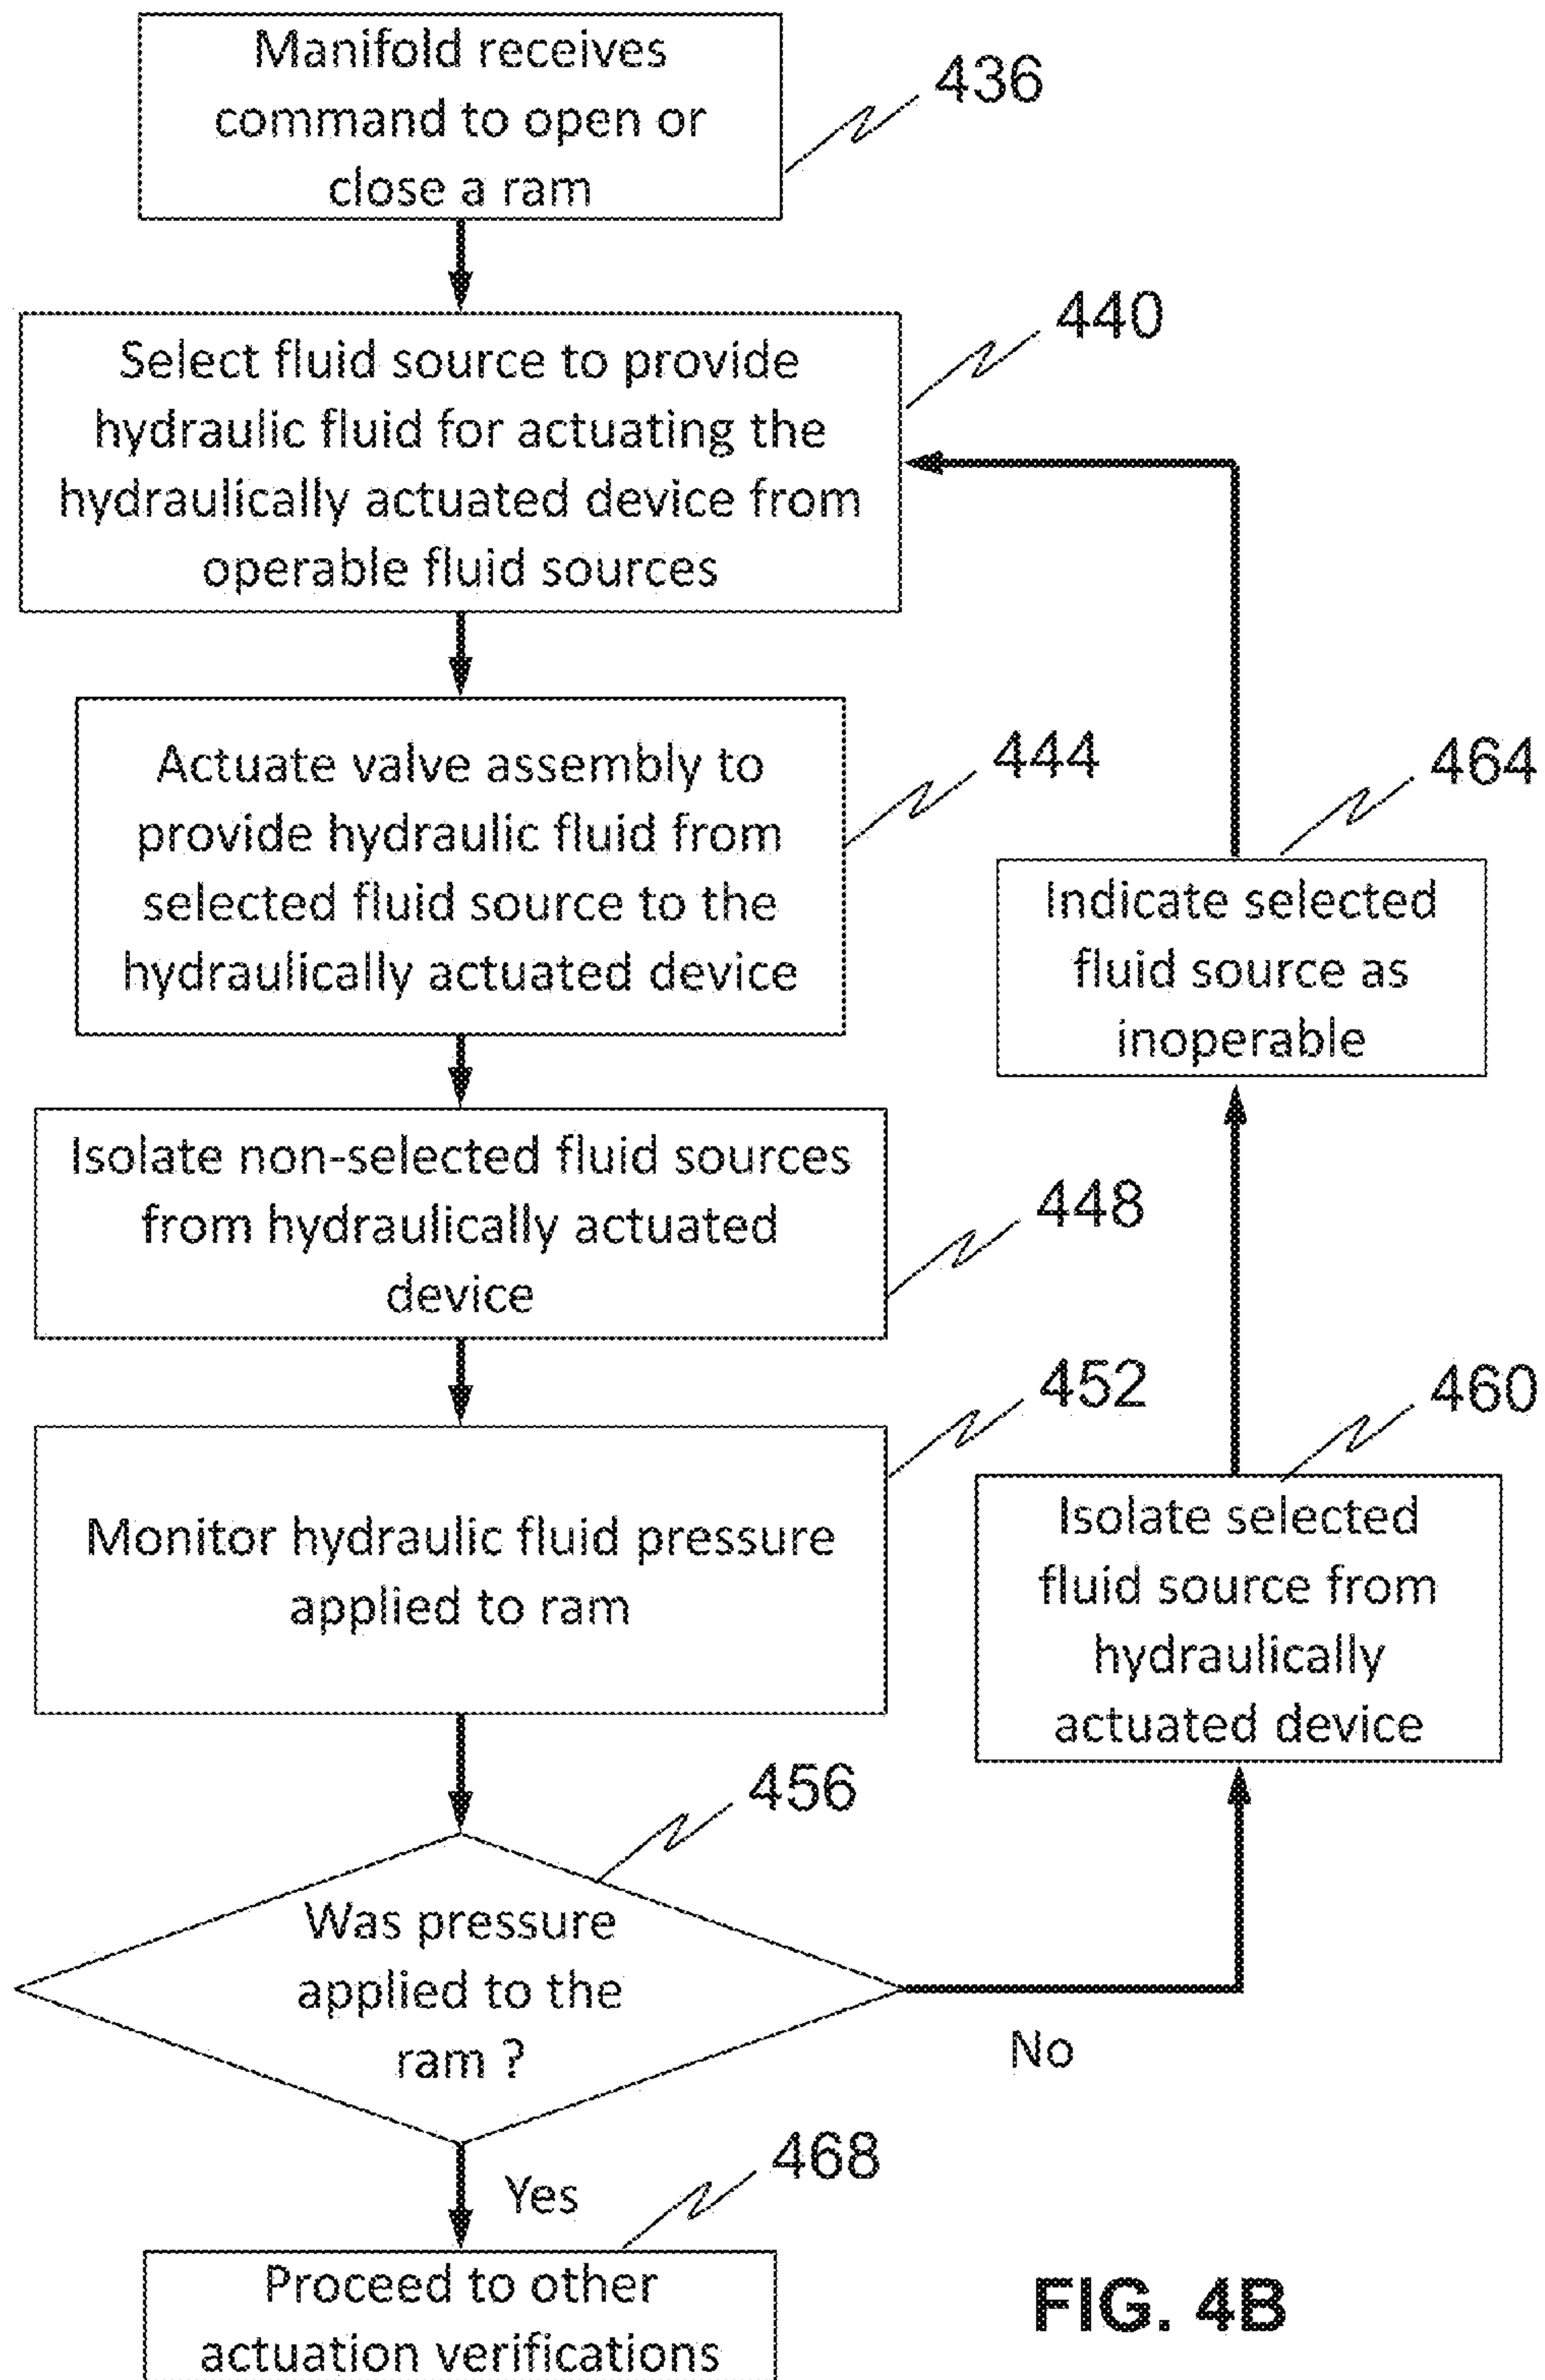 Manifold receives
command to open or
close a ram
436
Select fluid source to provide
hydraulic fluid for actuating the
hydraulically actuated device from
operable fluid sources
440
Actuate valve assembly to
provide hydraulic fluid from
selected fluid source to the
hydraulically actuated device
444
Isolate non-selected fluid sources
from hydraulically actuated
device
448
Monitor hydraulic fluid pressure
applied to ram
452
Was pressure
applied to the
ram ?
456
No
Isolate selected
fluid source from
hydraulically
actuated device
460
Indicate selected
fluid source as
inoperable
464
Yes
Proceed to other
actuation verifications
468
FIG. 4B